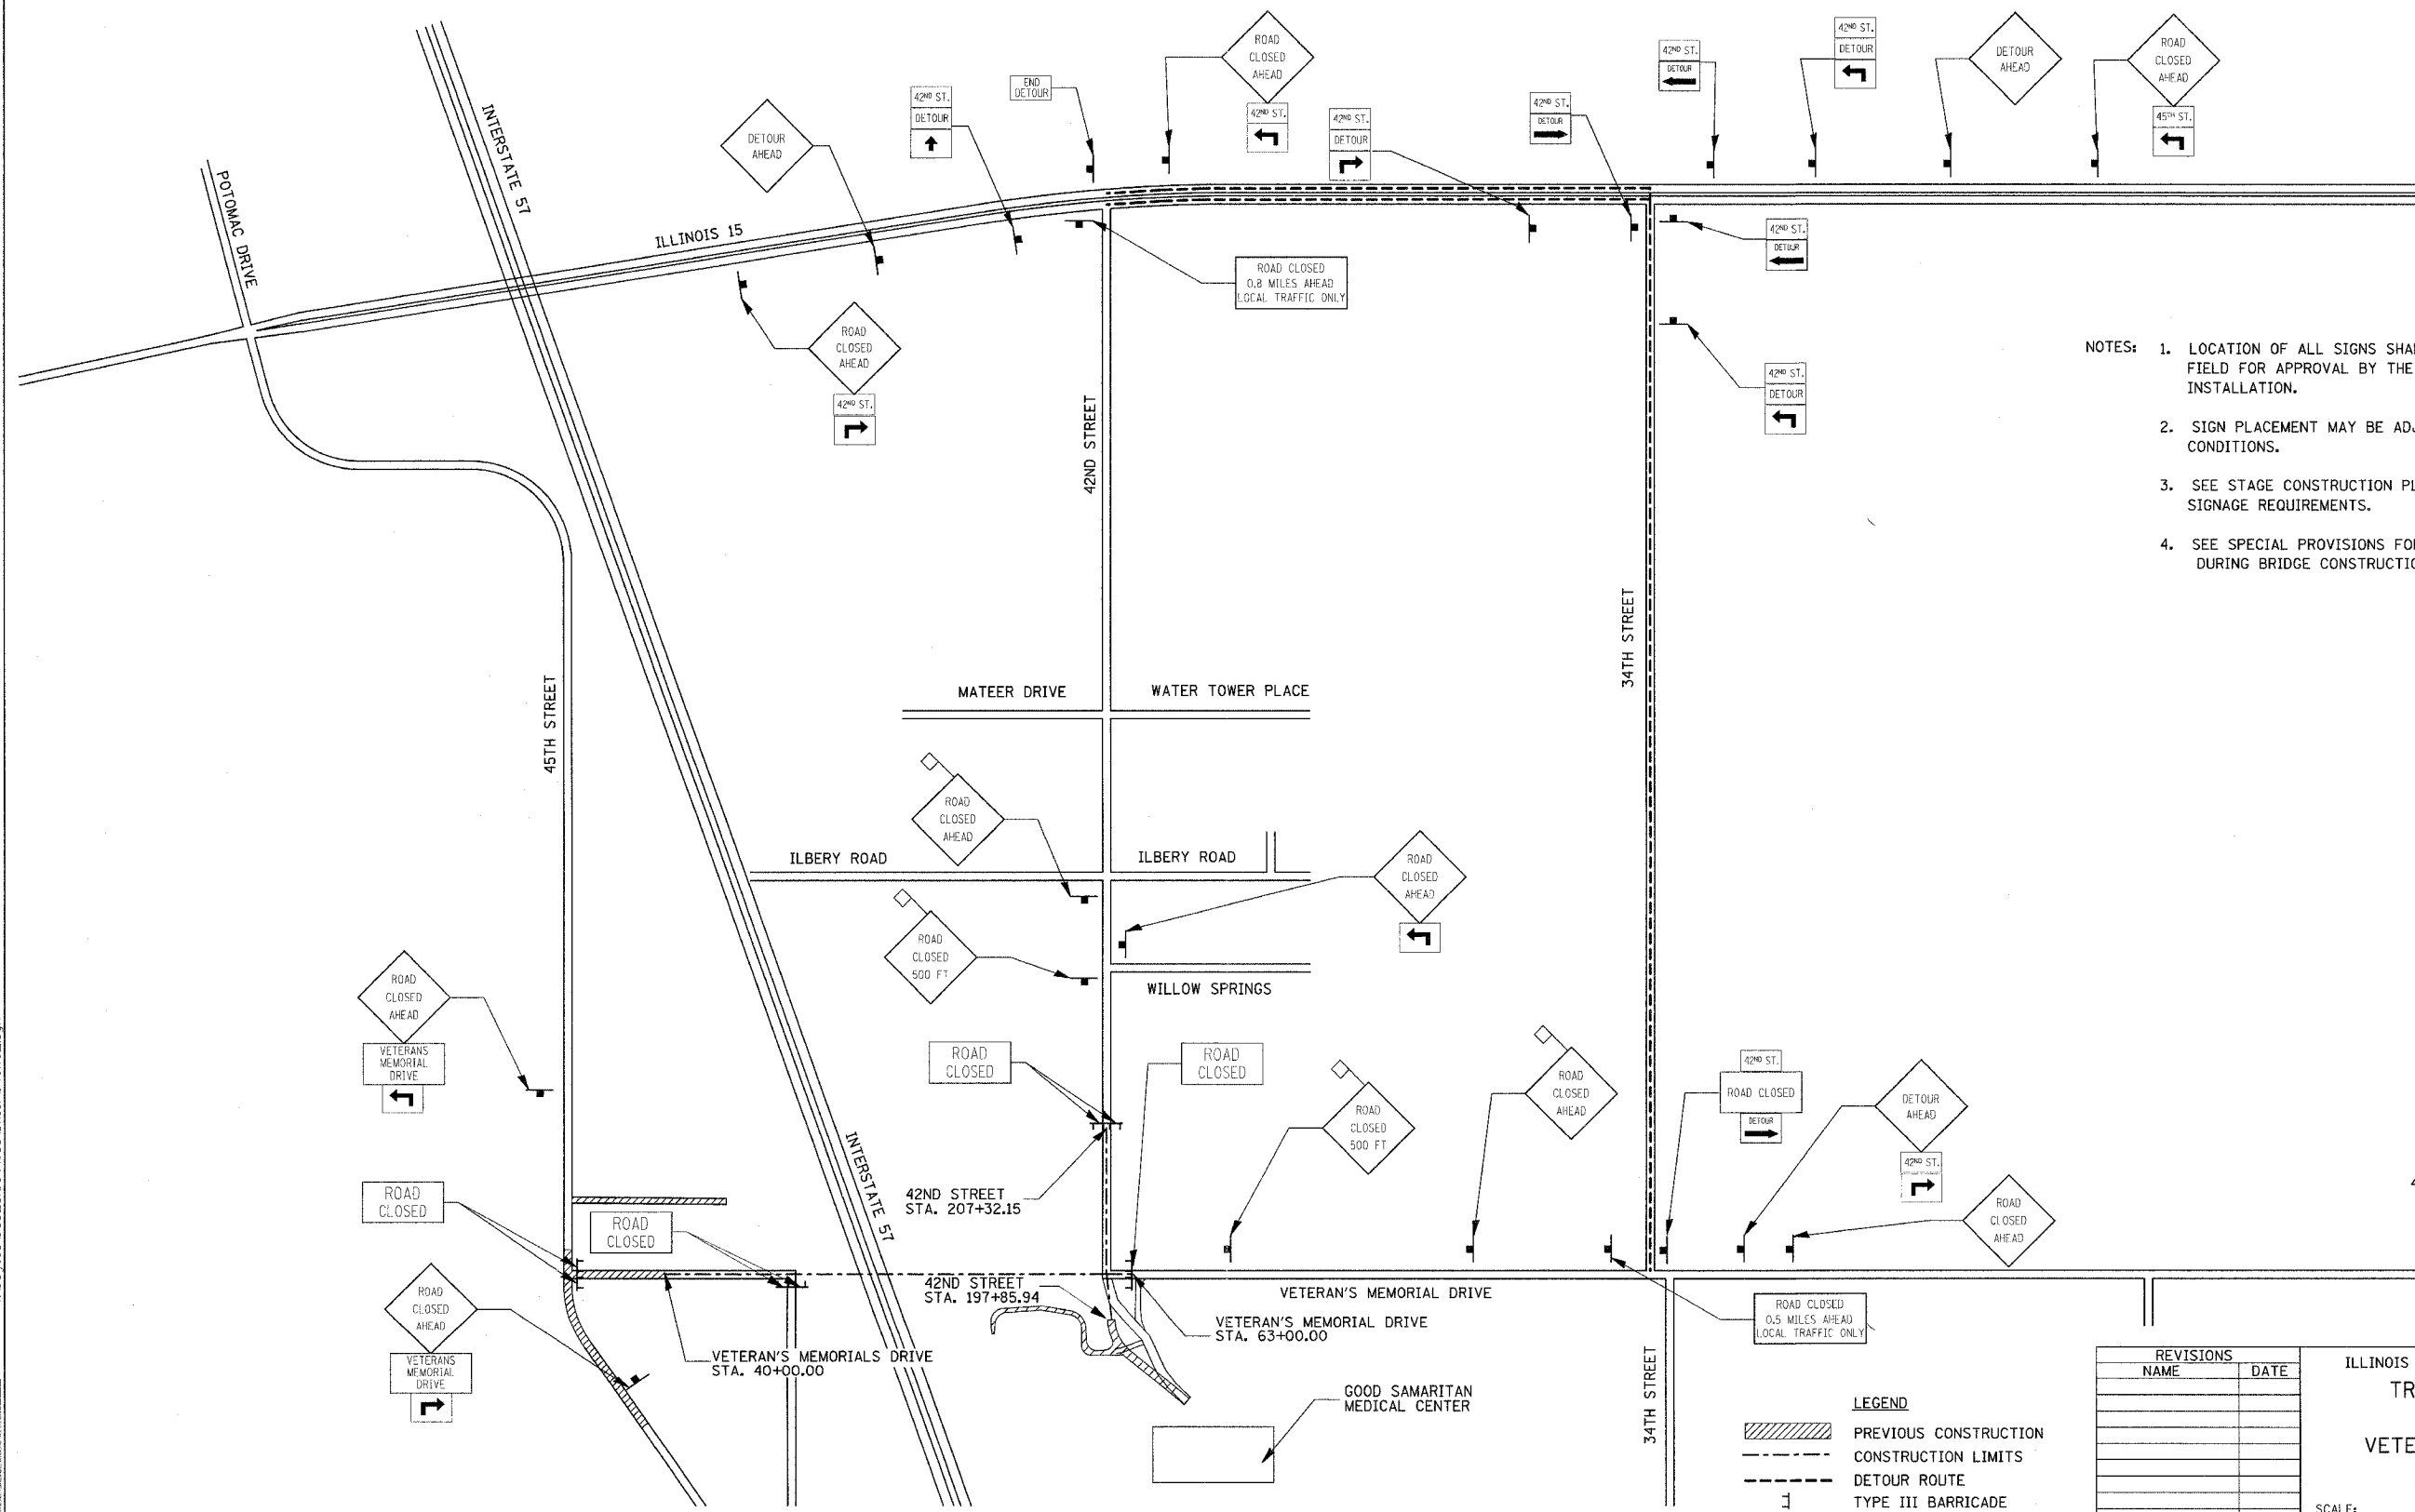 ROAD
CLOSED
AHEAD
42ND ST.
42ND ST.
DETOUR
42ND ST.
DETOUR
DETOUR
AHEAD
ROAD
CLOSED
AHEAD
45TH ST.
END
DETOUR
42ND ST.
DETOUR
42ND ST.
DETOUR
42ND ST.
DETOUR
DETOUR
AHEAD
INTERSTATE 57
POTOMAC DRIVE
ILLINOIS 15
ROAD CLOSED
0.8 MILES AHEAD
LOCAL TRAFFIC ONLY
42ND ST.
DETOUR
ROAD
CLOSED
AHEAD
42ND ST.
42ND ST.
DETOUR
42ND STREET
34TH STREET
45TH STREET
NOTES: 1. LOCATION OF ALL SIGNS
FIELD FOR APPROVAL BY THE
INSTALLATION.
2. SIGN PLACEMENT MAY BE
CONDITIONS.
3. SEE STAGE CONSTRUCTION
SIGNAGE REQUIREMENTS.
4. SEE SPECIAL PROVISIONS
DURING BRIDGE
MATEER DRIVE
WATER TOWER PLACE
ROAD
CLOSED
AHEAD
ILBERY ROAD
ILBERY ROAD
ROAD
CLOSED
AHEAD
ROAD
CLOSED
500 FT
WILLOW SPRINGS
ROAD
CLOSED
AHEAD
VETERANS
MEMORIAL
DRIVE
ROAD
CLOSED
ROAD
CLOSED
ROAD
CLOSED
500 FT
ROAD
CLOSED
AHEAD
42ND ST.
ROAD CLOSED
DETOUR
DETOUR
AHEAD
42ND ST.
ROAD
CLOSED
AHEAD
INTERSTATE 57
42ND STREET
STA. 207+32.15
ROAD
CLOSED
ROAD
CLOSED
42ND STREET
STA. 197+85.94
VETERAN'S MEMORIAL DRIVE
ROAD
CLOSED
AHEAD
VETERANS
MEMORIAL
DRIVE
VETERAN'S MEMORIALS DRIVE
STA. 40+00.00
VETERAN'S MEMORIAL DRIVE
STA. 63+00.00
ROAD CLOSED
0.5 MILES AHEAD
LOCAL TRAFFIC ONLY
34TH STREET
GOOD SAMARITAN
MEDICAL CENTER
LEGEND
PREVIOUS CONSTRUCTION
CONSTRUCTION LIMITS
DETOUR ROUTE
TYPE III BARRICADE
REVISIONS
NAME DATE
ILLINOIS
TR
VETE
SCALE: